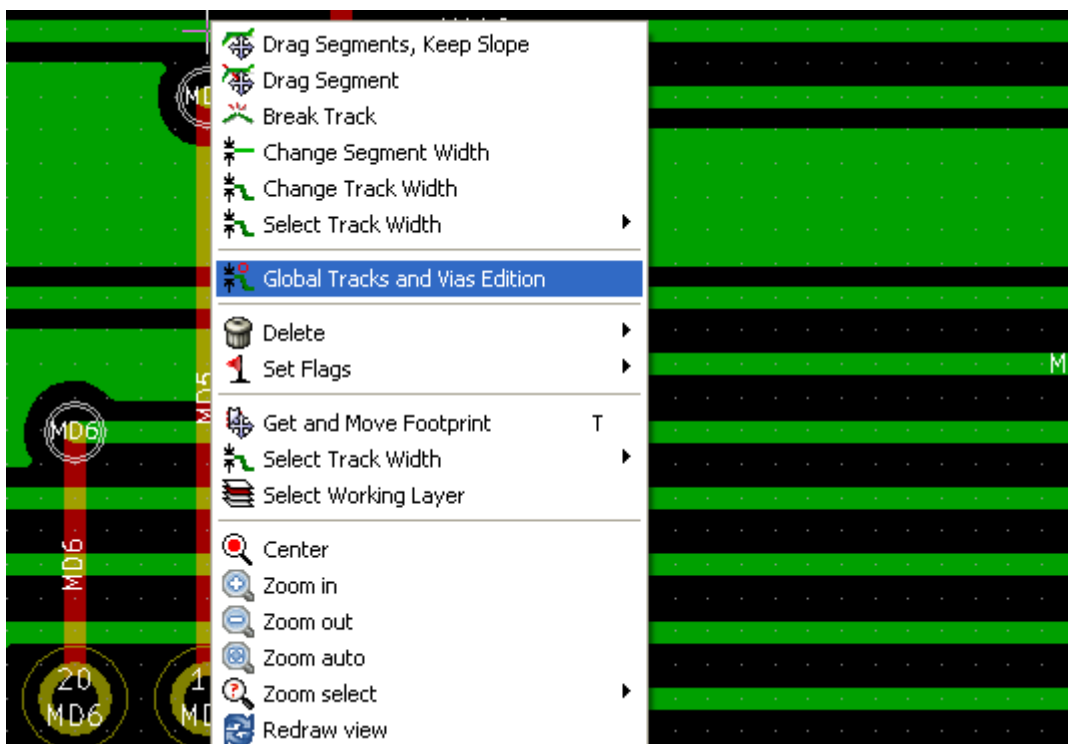 Drag Segments, Keep Slope
Drag Segment
Break Track
Change Segment Width
Change Track Width
Select Track Width
Global Tracks and Vias Edition
Delete
Set Flags
Get and Move Footprint T
Select Track Width
Select Working Layer
Center
Zoom in
Zoom out
Zoom auto
Zoom select
Redraw view
MD5
MD6
MD6
20
MD6
1
M